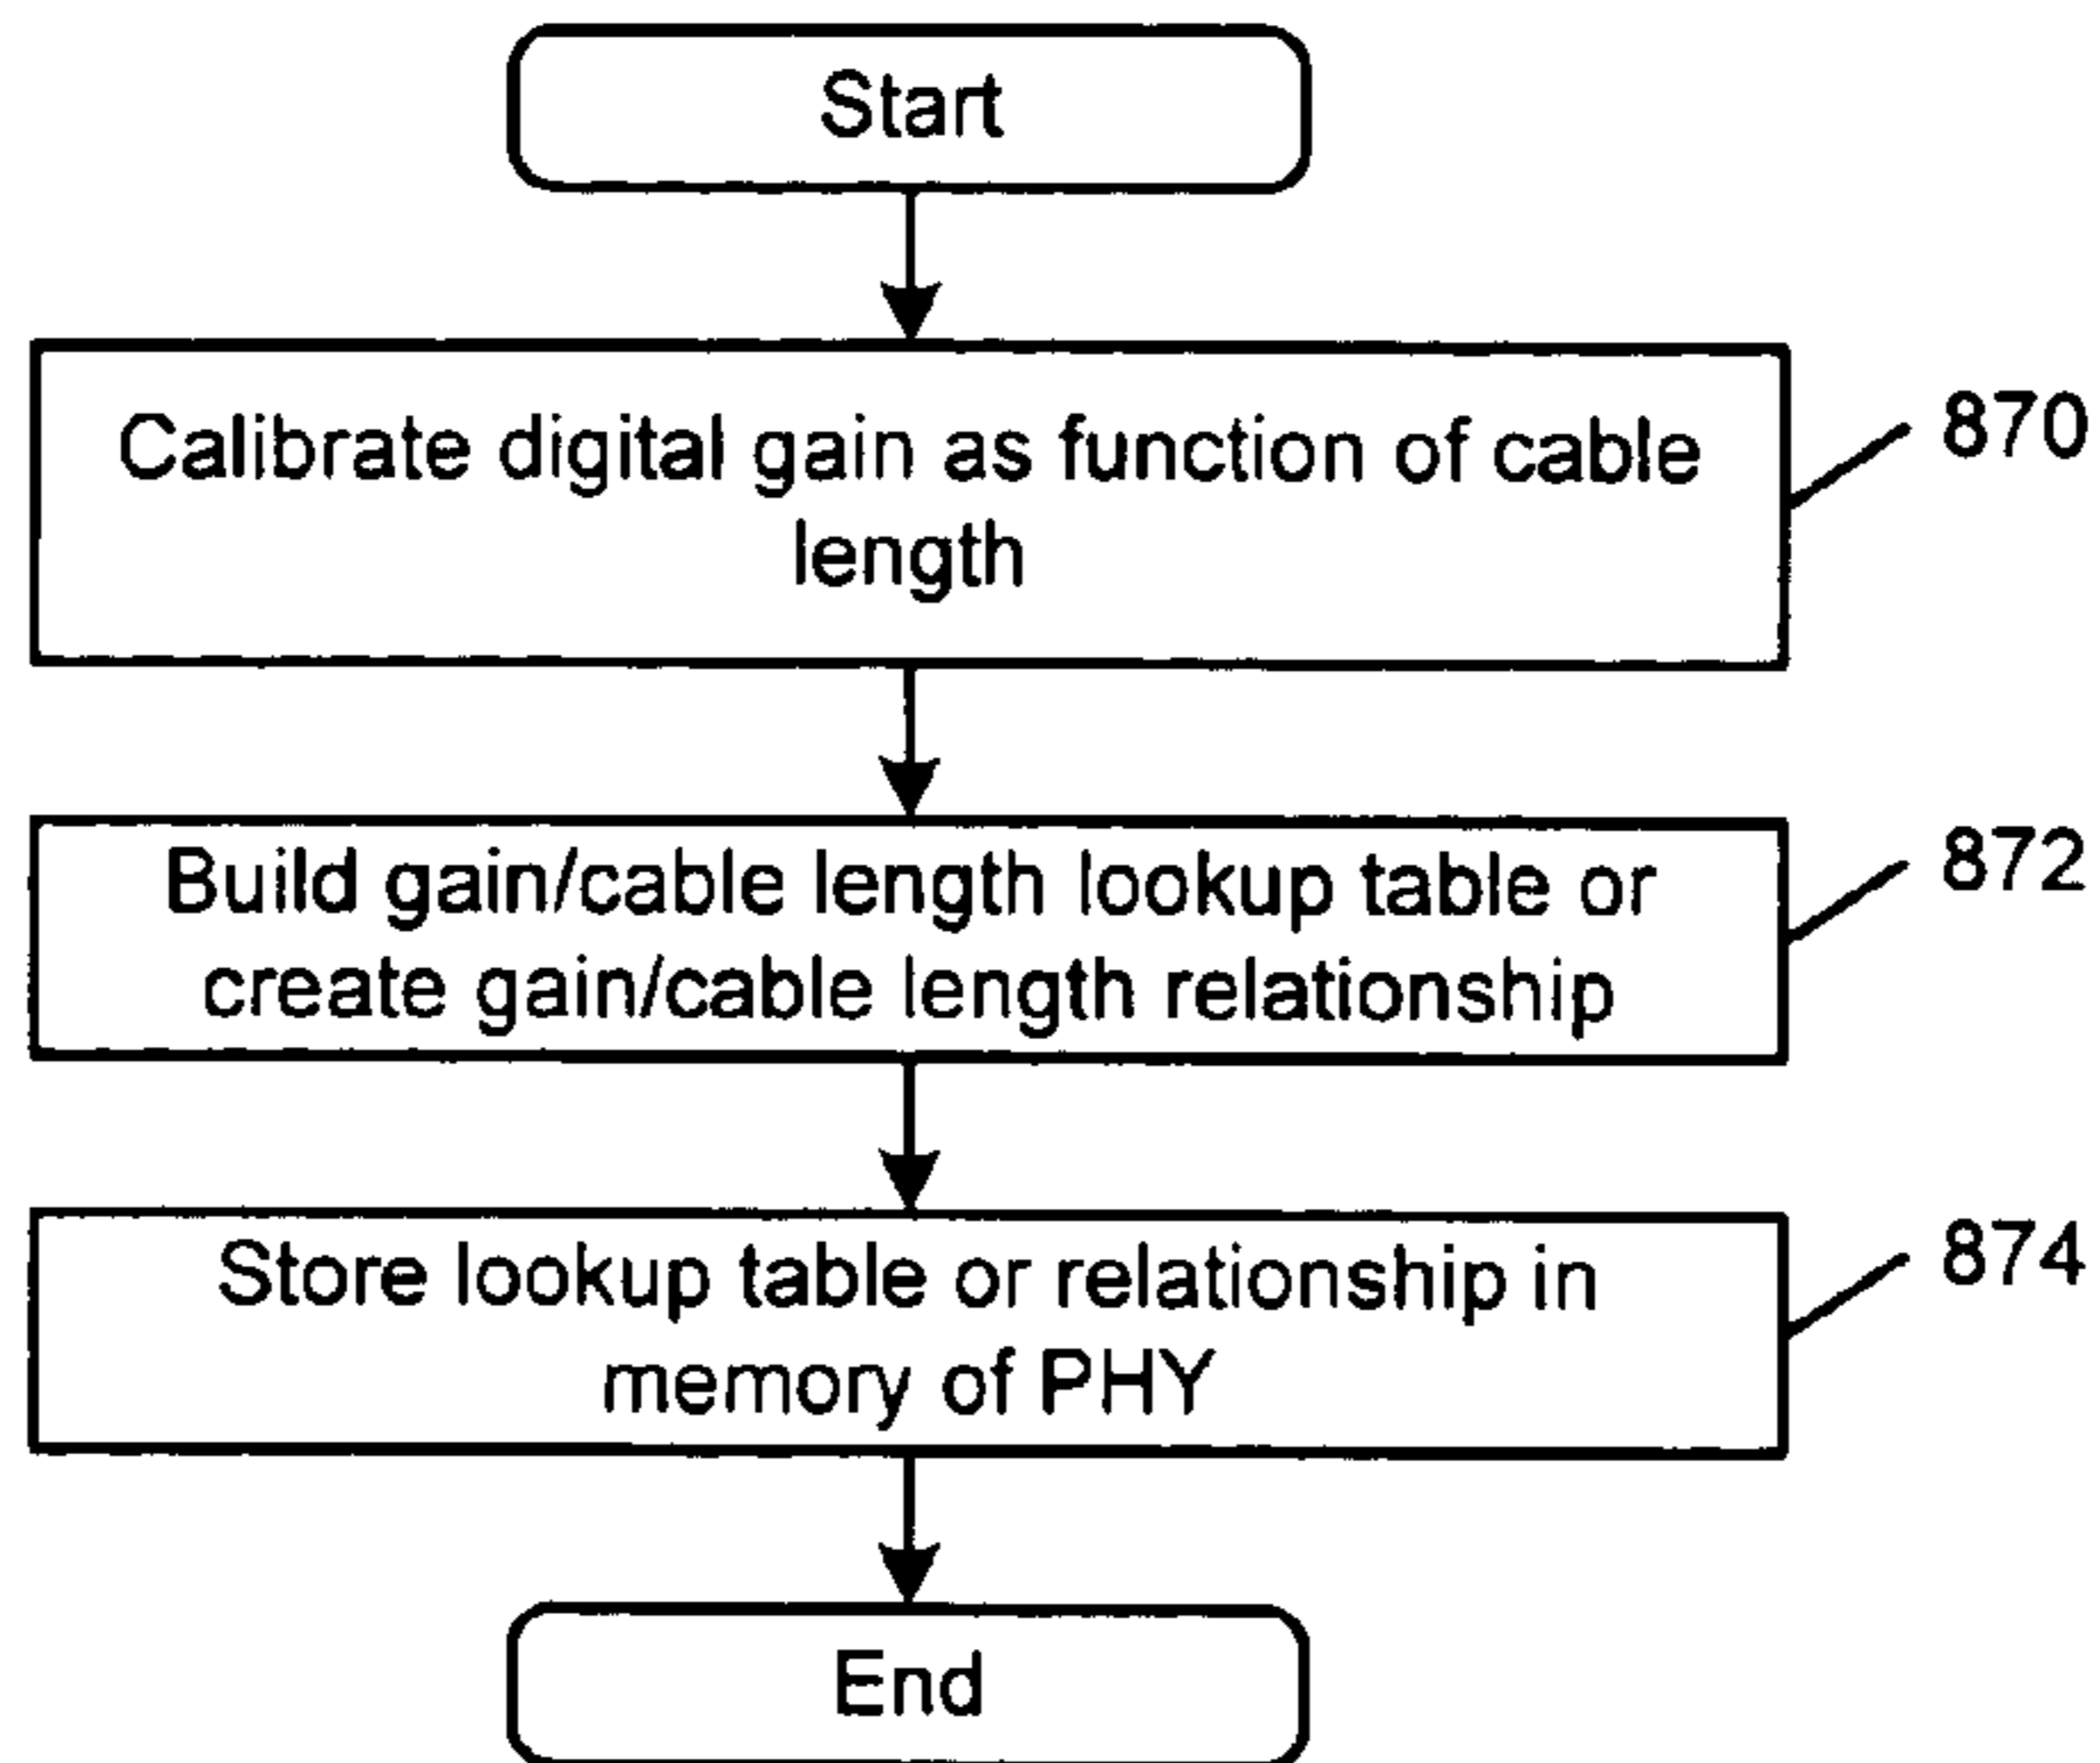 Start
Calibrate digital gain as function of cable
length
870
Build gain/cable length lookup table or
create gain/cable length relationship
872
Store lookup table or relationship in
memory of PHY
874
End